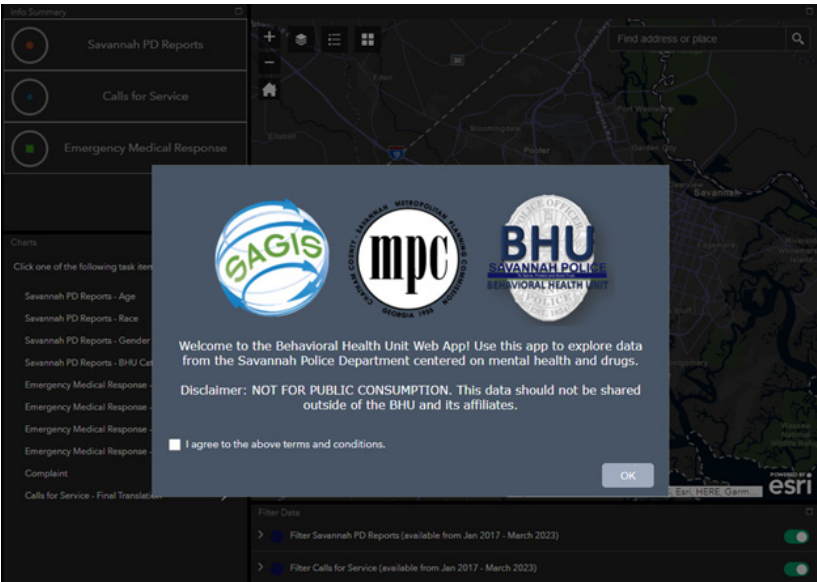 Info Summary
Savannah PD Reports
Calls for Service
Emergency Medical Response
Charts
Click one of the following task item
Savannah PD Reports - Age
Savannah PD Reports - Race
Savannah PD Reports - Gender
Savannah PD Reports - BHU Cat
Emergency Medical Response -
Emergency Medical Response -
Emergency Medical Response -
Emergency Medical Response -
Complaint
Calls for Service - Final Translation
Find address or place
Eden
30
Bloomingdale
Port Wentworth
Pooler
Garden City
Savannah
SAGIS
CHATHAM COUNTY - SAVANNAH METROPOLITAN PLANNING COMMISSION
mpc
GEORGIA 1955
POLICE OFFICER
BHU
SAVANNAH POLICE
BEHAVIORAL HEALTH UNIT
POLICE
Welcome to the Behavioral Health Unit Web App! Use this app to explore data
from the Savannah Police Department centered on mental health and drugs.
Disclaimer: NOT FOR PUBLIC CONSUMPTION. This data should not be shared
outside of the BHU and its affiliates.
I agree to the above terms and conditions.
OK
Esri, HERE, Garm...
POWERED BY
esri
Filter Data
Filter Savannah PD Reports (available from Jan 2017 - March 2023)
Filter Calls for Service (available from Jan 2017 - March 2023)